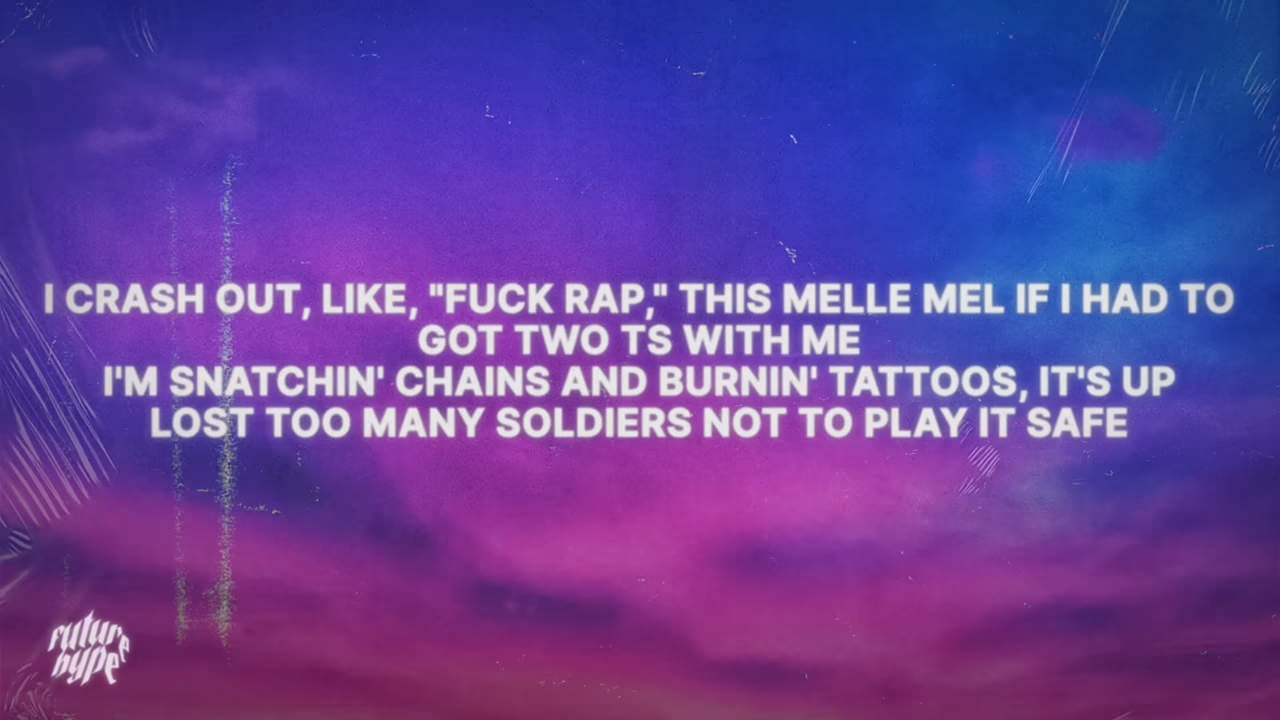 I CRASH OUT, LIKE, "FUCK RAP," THIS MELLE MEL IF I HAD TO
GOT TWO TS WITH ME
I'M SNATCHIN' CHAINS AND BURNIN' TATTOOS, IT'S UP
LOST TOO MANY SOLDIERS NOT TO PLAY IT SAFE
future
hype